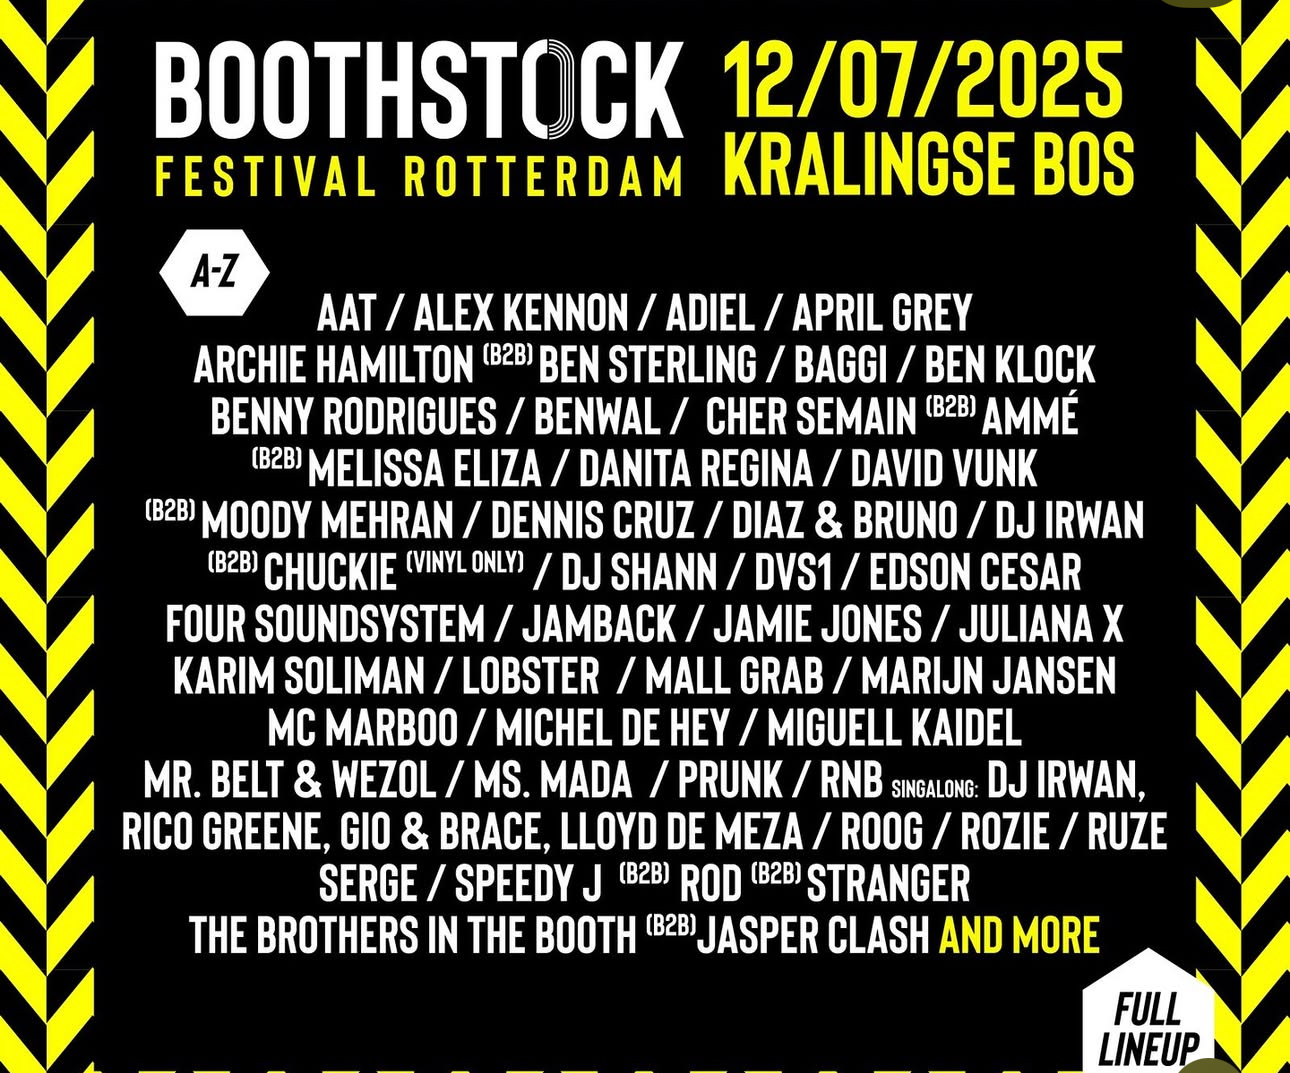 BOOTHSTOCK
FESTIVAL ROTTERDAM
12/07/2025
KRALINGSE BOS
A-Z
AAT / ALEX KENNON / ADIEL / APRIL GREY
ARCHIE HAMILTON (B2B) BEN STERLING / BAGGI / BEN KLOCK
BENNY RODRIGUES / BENWAL / CHER SEMAIN (B2B) AMMÉ
(B2B) MELISSA ELIZA / DANITA REGINA / DAVID VUNK
(B2B) MOODY MEHRAN / DENNIS CRUZ / DIAZ & BRUNO / DJ IRWAN
(B2B) CHUCKIE (VINYL ONLY) / DJ SHANN / DVS1 / EDSON CESAR
FOUR SOUNDSYSTEM / JAMBACK / JAMIE JONES / JULIANA X
KARIM SOLIMAN / LOBSTER / MALL GRAB / MARIJN JANSEN
MC MARBOO / MICHEL DE HEY / MIGUELL KAIDEL
MR. BELT & WEZOL / MS. MADA / PRUNK / RNB SINGALONG: DJ IRWAN,
RICO GREENE, GIO & BRACE, LLOYD DE MEZA / ROOG / ROZIE / RUZE
SERGE / SPEEDY J (B2B) ROD (B2B) STRANGER
THE BROTHERS IN THE BOOTH (B2B) JASPER CLASH AND MORE
FULL
LINEUP